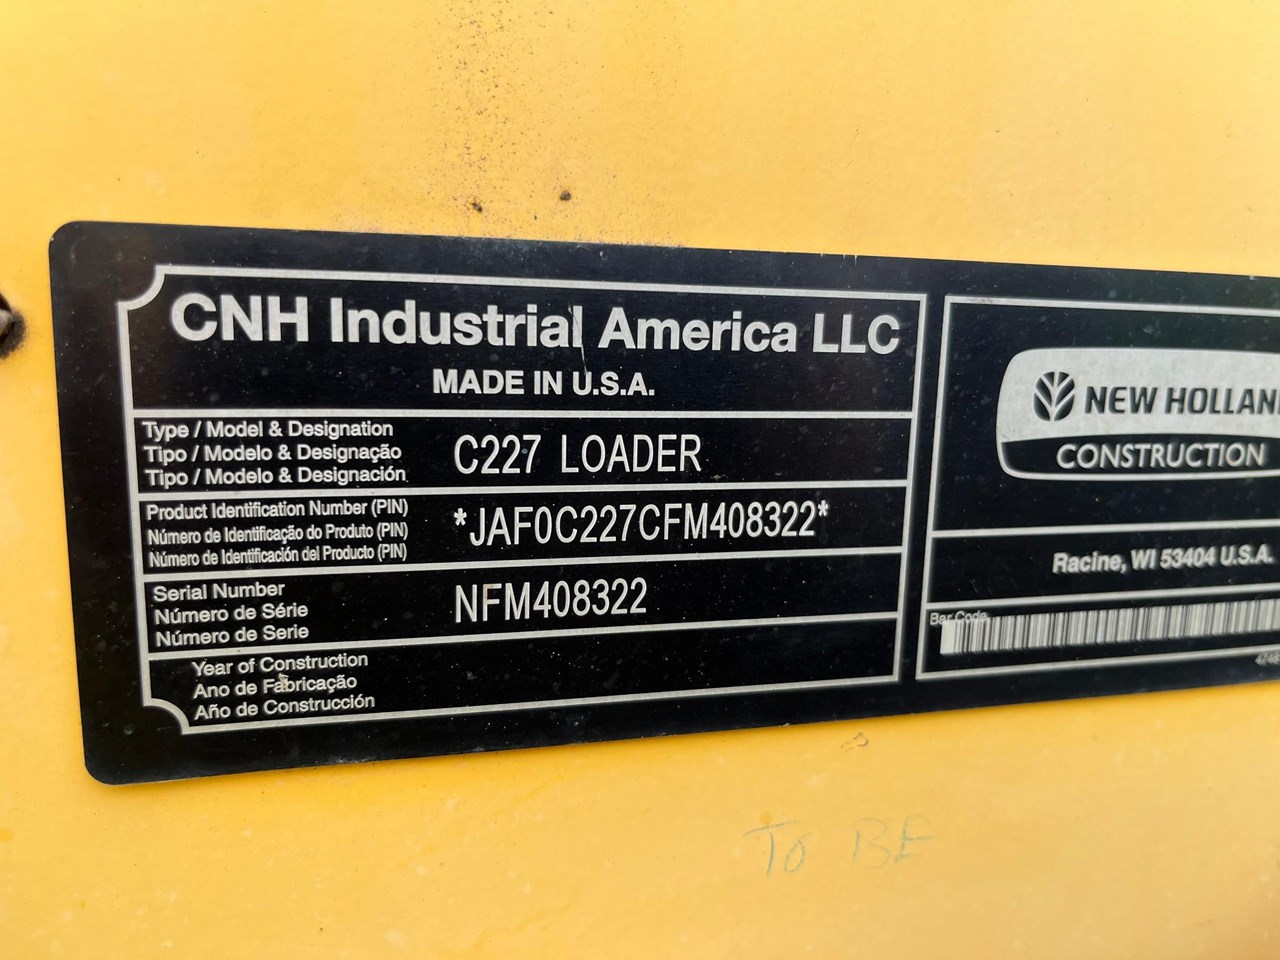 CNH Industrial America LLC
MADE IN U.S.A.
Type / Model & Designation
Tipo / Modelo & Designação
Tipo / Modelo & Designación
C227 LOADER
Product Identification Number (PIN)
Número de Identificação do Produto (PIN)
Número de Identificación del Producto (PIN)
*JAF0C227CFM408322*
Serial Number
Número de Série
Número de Serie
NFM408322
Year of Construction
Ano de Fabricação
Año de Construcción
NEW HOLLAN
CONSTRUCTION
Racine, WI 53404 U.S.A.
Bar Code
TO BE